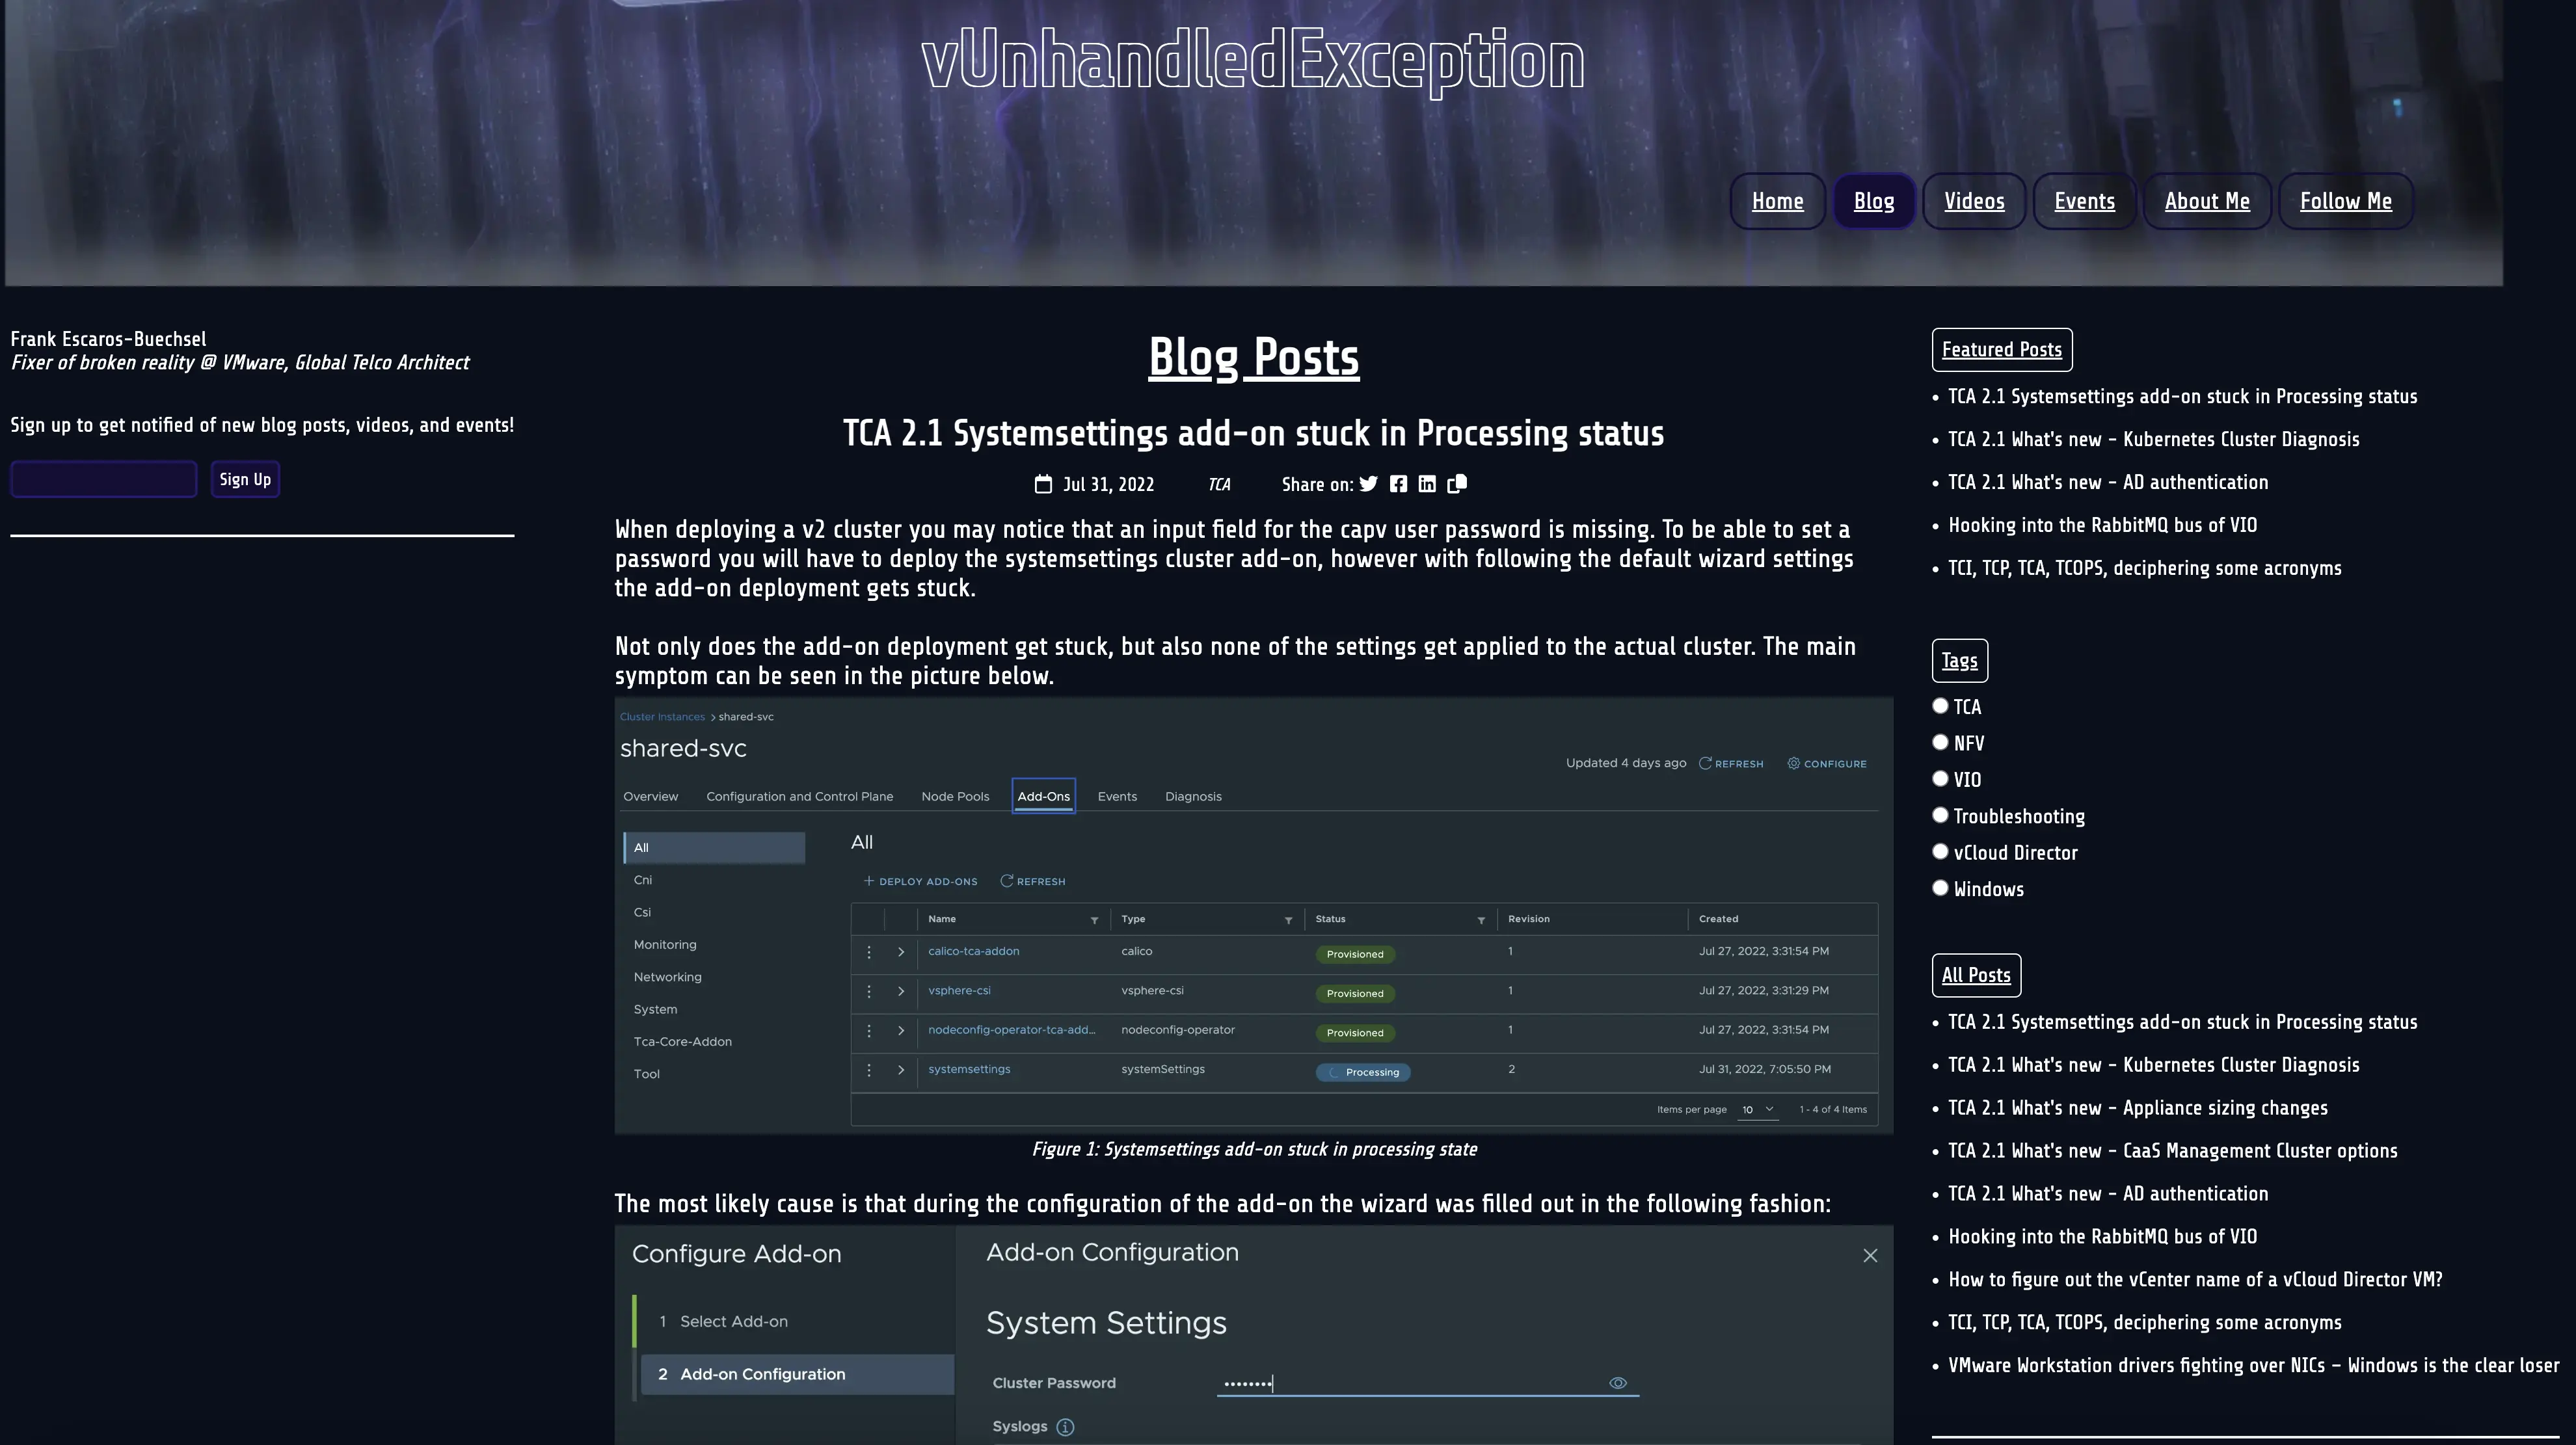 vUnhandledException
Home
Blog
Videos
Events
About Me
Follow Me
Frank Escaros-Buechsel
Fixer of broken reality @ VMware, Global Telco Architect
Sign up to get notified of new blog posts, videos, and events!
Sign Up
Blog Posts
TCA 2.1 Systemsettings add-on stuck in Processing status
Jul 31, 2022
TCA
Share on:
When deploying a v2 cluster you may notice that an input field for the capv user password is missing. To be able to set a
password you will have to deploy the systemsettings cluster add-on, however with following the default wizard settings
the add-on deployment gets stuck.
Not only does the add-on deployment get stuck, but also none of the settings get applied to the actual cluster. The main
symptom can be seen in the picture below.
Cluster Instances > shared-svc
shared-svc
Updated 4 days ago
REFRESH
CONFIGURE
Overview
Configuration and Control Plane
Node Pools
Add-Ons
Events
Diagnosis
All
Cni
Csi
Monitoring
Networking
System
Tca-Core-Addon
Tool
All
+ DEPLOY ADD-ONS
REFRESH
Name Type Status Revision Created
calico-tca-addon calico Provisioned 1 Jul 27, 2022, 3:31:54 PM
vsphere-csi vsphere-csi Provisioned 1 Jul 27, 2022, 3:31:29 PM
nodeconfig-operator-tca-add... nodeconfig-operator Provisioned 1 Jul 27, 2022, 3:31:54 PM
systemsettings systemSettings Processing 2 Jul 31, 2022, 7:05:50 PM
Items per page 10 1 - 4 of 4 Items
Figure 1: Systemsettings add-on stuck in processing state
The most likely cause is that during the configuration of the add-on the wizard was filled out in the following fashion:
Configure Add-on
1 Select Add-on
2 Add-on Configuration
Add-on Configuration
System Settings
Cluster Password ••••••••
Syslogs
Featured Posts
• TCA 2.1 Systemsettings add-on stuck in Processing status
• TCA 2.1 What's new - Kubernetes Cluster Diagnosis
• TCA 2.1 What's new - AD authentication
• Hooking into the RabbitMQ bus of VIO
• TCI, TCP, TCA, TCOPS, deciphering some acronyms
Tags
TCA
NFV
VIO
Troubleshooting
vCloud Director
Windows
All Posts
• TCA 2.1 Systemsettings add-on stuck in Processing status
• TCA 2.1 What's new - Kubernetes Cluster Diagnosis
• TCA 2.1 What's new - Appliance sizing changes
• TCA 2.1 What's new - CaaS Management Cluster options
• TCA 2.1 What's new - AD authentication
• Hooking into the RabbitMQ bus of VIO
• How to figure out the vCenter name of a vCloud Director VM?
• TCI, TCP, TCA, TCOPS, deciphering some acronyms
• VMware Workstation drivers fighting over NICs – Windows is the clear loser